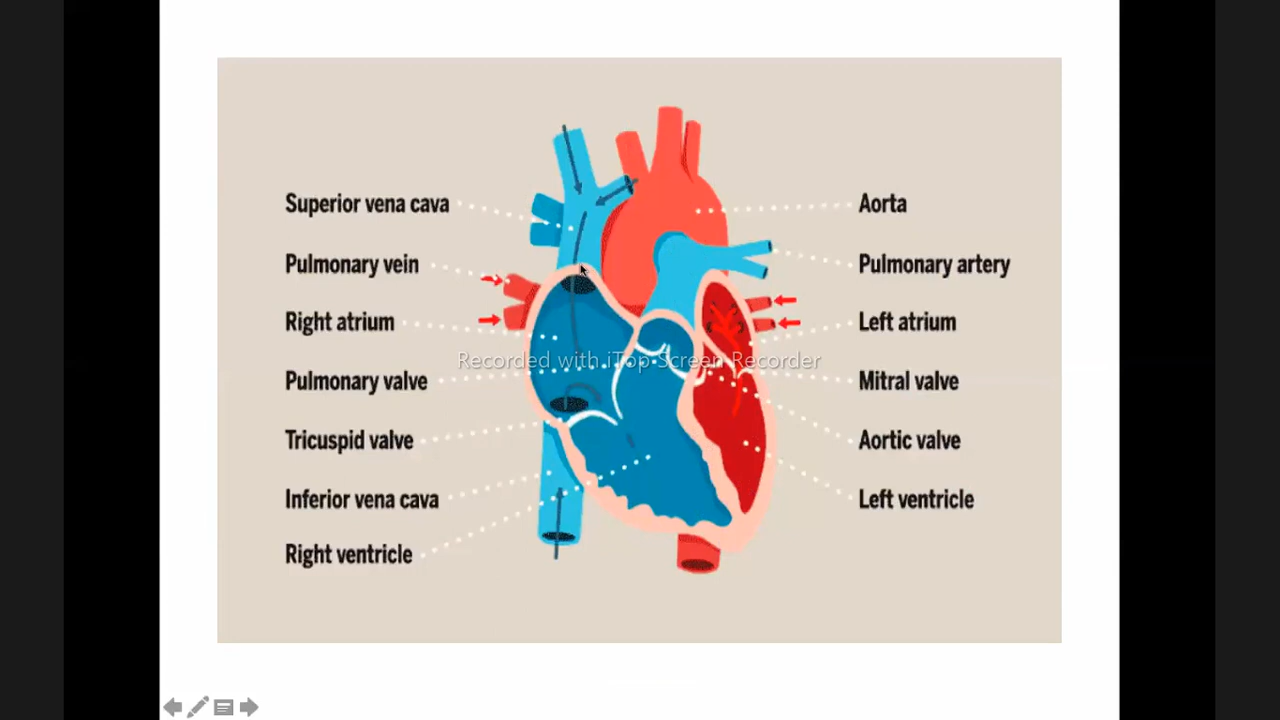 Superior vena cava
Pulmonary vein
Right atrium
Pulmonary valve
Tricuspid valve
Inferior vena cava
Right ventricle
Aorta
Pulmonary artery
Left atrium
Mitral valve
Aortic valve
Left ventricle
Recorded with iTop Screen Recorder